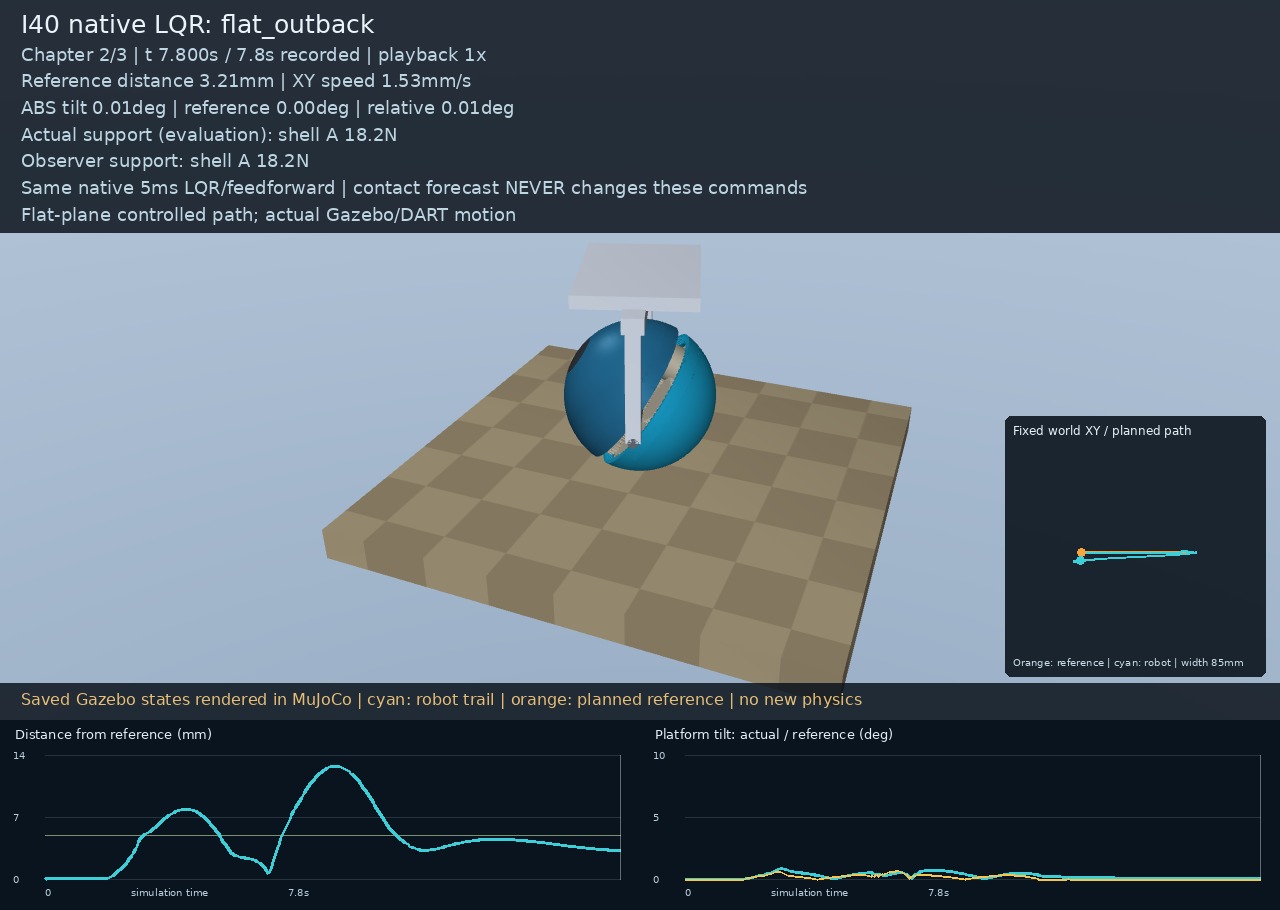 I40 native LQR: flat_outback
Chapter 2/3 | t 7.800s / 7.8s recorded | playback 1x
Reference distance 3.21mm | XY speed 1.53mm/s
ABS tilt 0.01deg | reference 0.00deg | relative 0.01deg
Actual support (evaluation): shell A 18.2N
Observer support: shell A 18.2N
Same native 5ms LQR/feedforward | contact forecast NEVER changes these commands
Flat-plane controlled path; actual Gazebo/DART motion
Fixed world XY / planned path
Orange: reference | cyan: robot | width 85mm
Saved Gazebo states rendered in MuJoCo | cyan: robot trail | orange: planned reference | no new physics
Distance from reference (mm)
14
7
0
0 simulation time 7.8s
Platform tilt: actual / reference (deg)
10
5
0
0 simulation time 7.8s